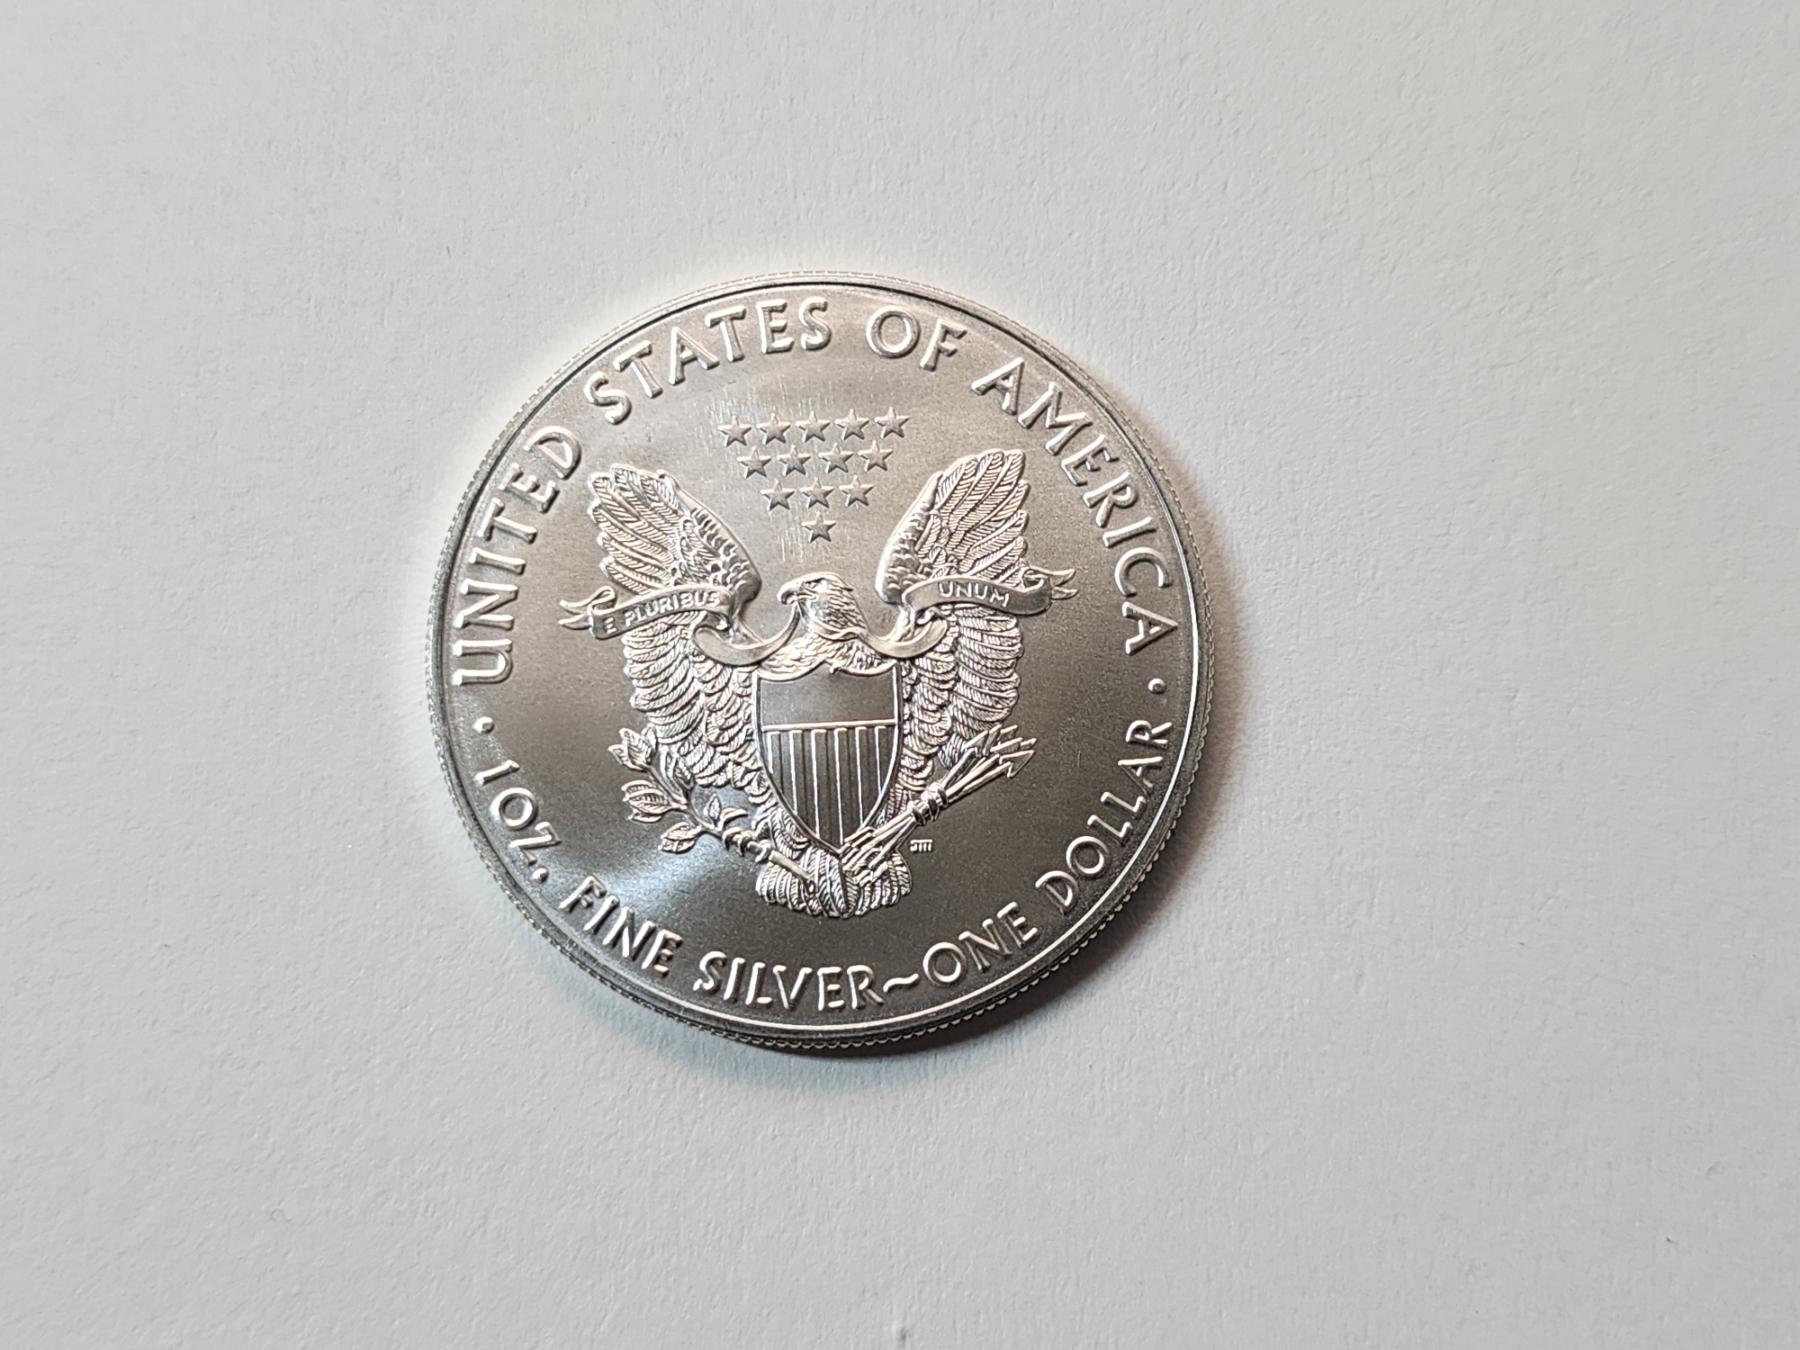 UNITED STATES OF AMERICA
E PLURIBUS UNUM
1 OZ. FINE SILVER~ONE DOLLAR